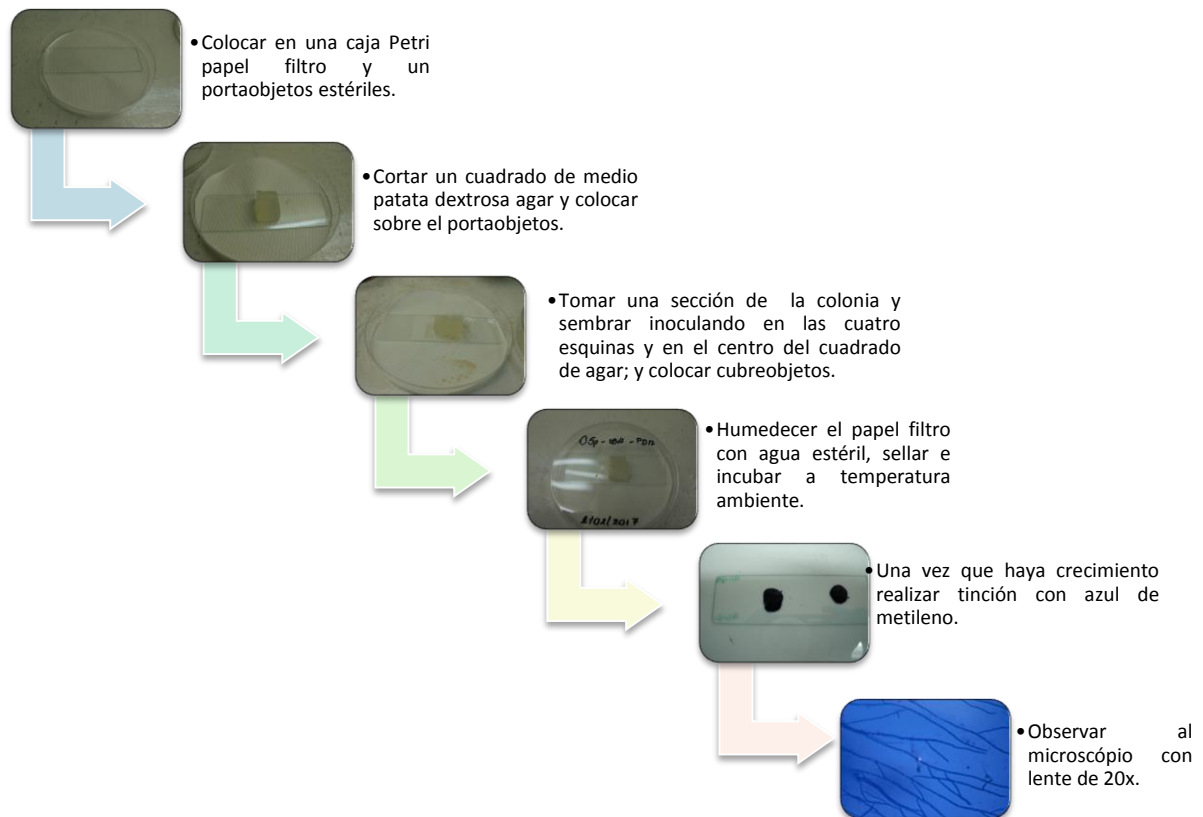 •Colocar en una caja Petri
papel filtro y un
portaobjetos estériles.
•Cortar un cuadrado de medio
patata dextrosa agar y colocar
sobre el portaobjetos.
•Tomar una sección de la colonia y
sembrar inoculando en las cuatro
esquinas y en el centro del cuadrado
de agar; y colocar cubreobjetos.
•Humedecer el papel filtro
con agua estéril, sellar e
incubar a temperatura
ambiente.
•Una vez que haya crecimiento
realizar tinción con azul de
metileno.
•Observar al
microscópio con
lente de 20x.